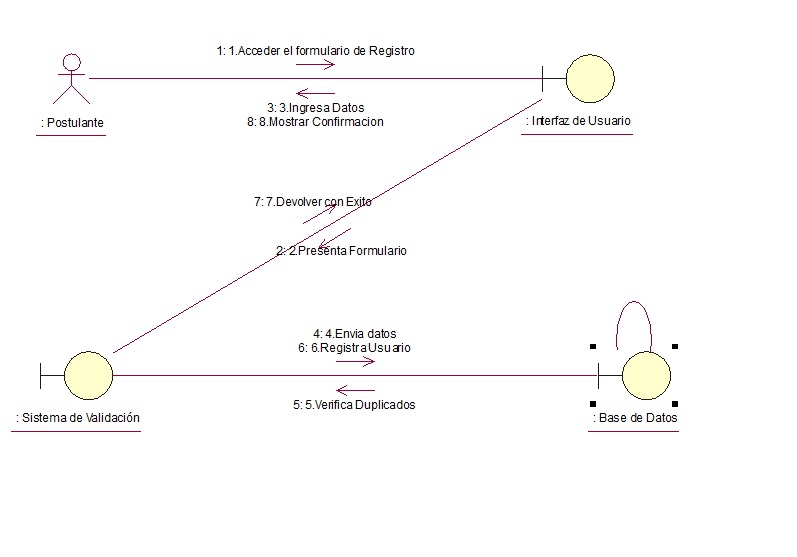 1: 1.Acceder el formulario de Registro
3: 3.Ingresa Datos
8: 8.Mostrar Confirmacion
: Postulante
: Interfaz de Usuario
7: 7.Devolver con Exito
2: 2.Presenta Formulario
4: 4.Envia datos
6: 6.Registra Usuario
5: 5.Verifica Duplicados
: Sistema de Validación
: Base de Datos